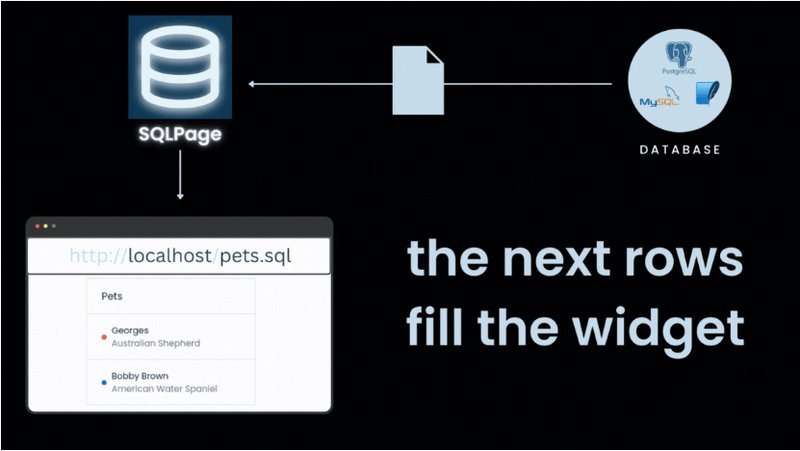 PostgreSQL
MySQL
SQLPage
DATABASE
http://localhost/pets.sql
the next rows
fill the widget
Pets
Georges
Australian Shepherd
Bobby Brown
American Water Spaniel